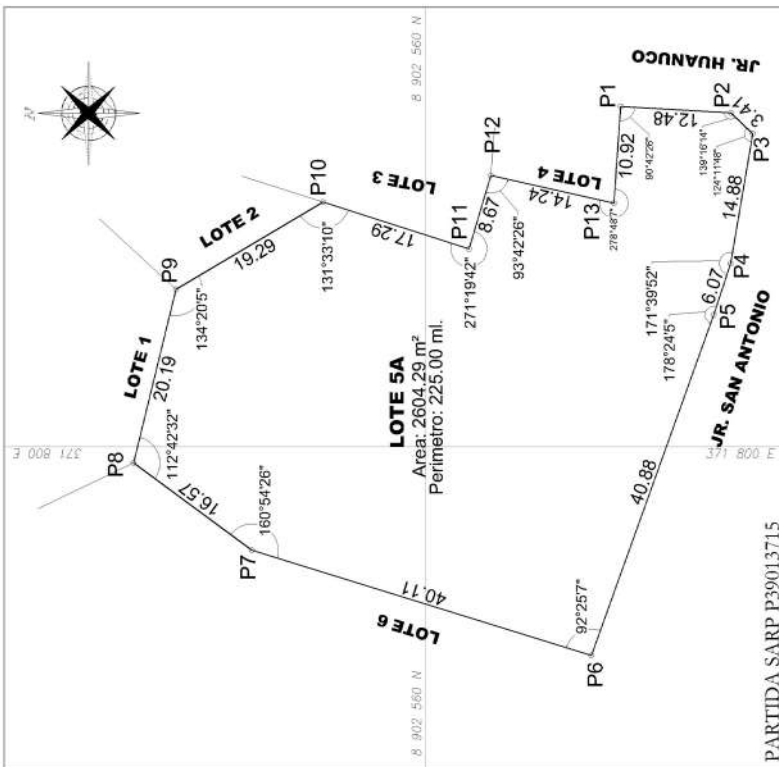 N
8 902 560 N
JR. HUANUCO
P1
12.48
P2
3.41
P3
139°16'14"
124°11'48"
90°42'26"
10.92
P12
LOTE 4
14.24
P13
278°48'7"
14.88
P10
LOTE 3
17.29
P11
8.67
93°42'26"
271°19'42"
131°33'10"
LOTE 2
19.29
P9
134°20'5"
LOTE 1
20.19
P8
112°42'32"
16.57
P7
160°54'26"
LOTE 5A
Area: 2604.29 m²
Perimetro: 225.00 ml.
P4
171°39'52"
6.07
P5
178°24'5"
JR. SAN ANTONIO
40.88
371 800 E
371 800 E
40.11
LOTE 6
92°25'7"
P6
8 902 560 N
PARTIDA SARP P39013715